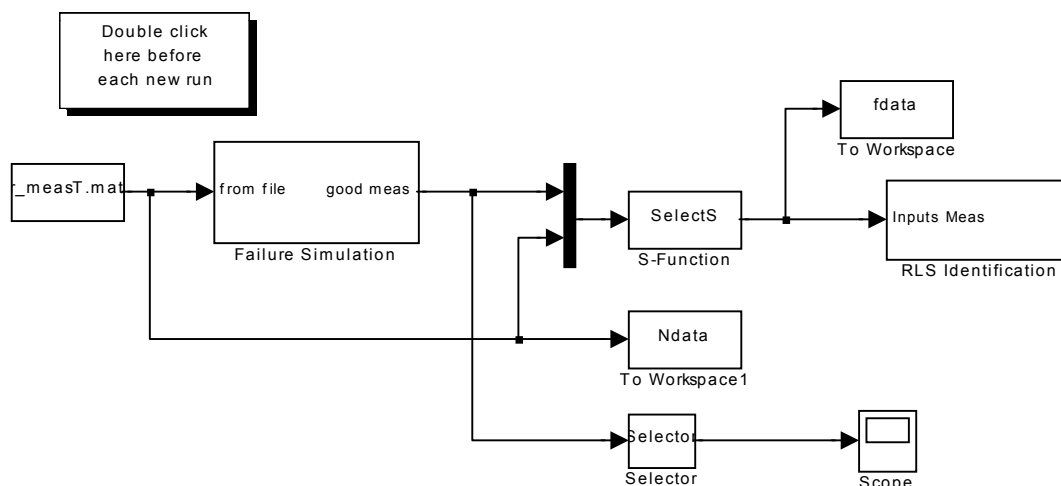 Double click
here before
each new run
r_measT.mat
from file
good meas
Failure Simulation
SelectS
S-Function
fdata
To Workspace
Inputs Meas
RLS Identification
Ndata
To Workspace1
Selector
Selector
Scope